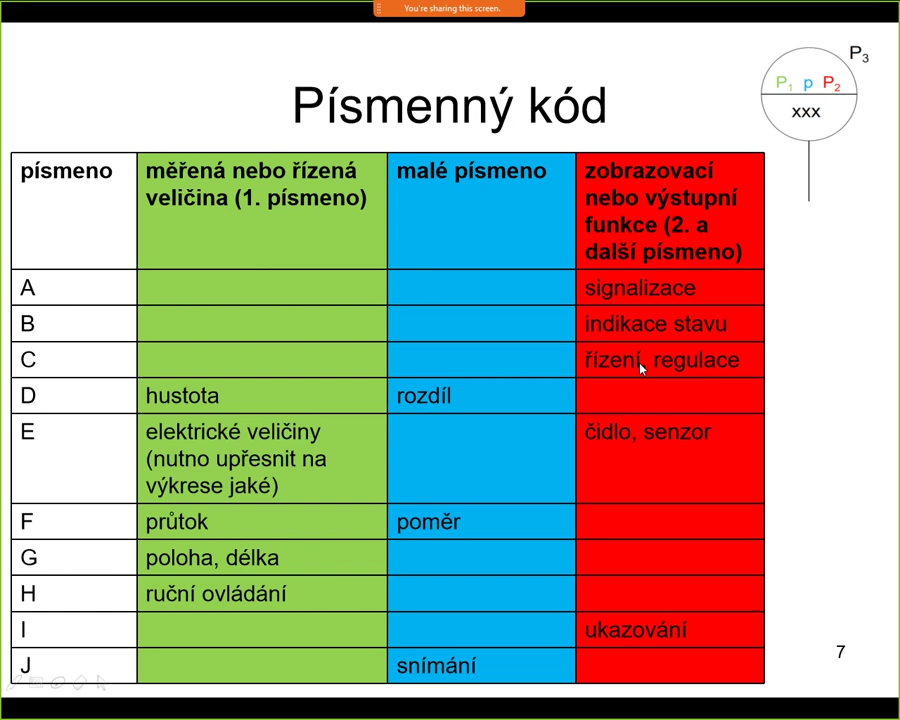 You're sharing this screen.
P3
P1 p P2
xxx
Písmenný kód
písmeno
měřená nebo řízená
veličina (1. písmeno)
malé písmeno
zobrazovací
nebo výstupní
funkce (2. a
další písmeno)
A
signalizace
B
indikace stavu
C
řízení, regulace
D
hustota
rozdíl
E
elektrické veličiny
(nutno upřesnit na
výkrese jaké)
čidlo, senzor
F
průtok
poměr
G
poloha, délka
H
ruční ovládání
I
ukazování
J
snímání
7